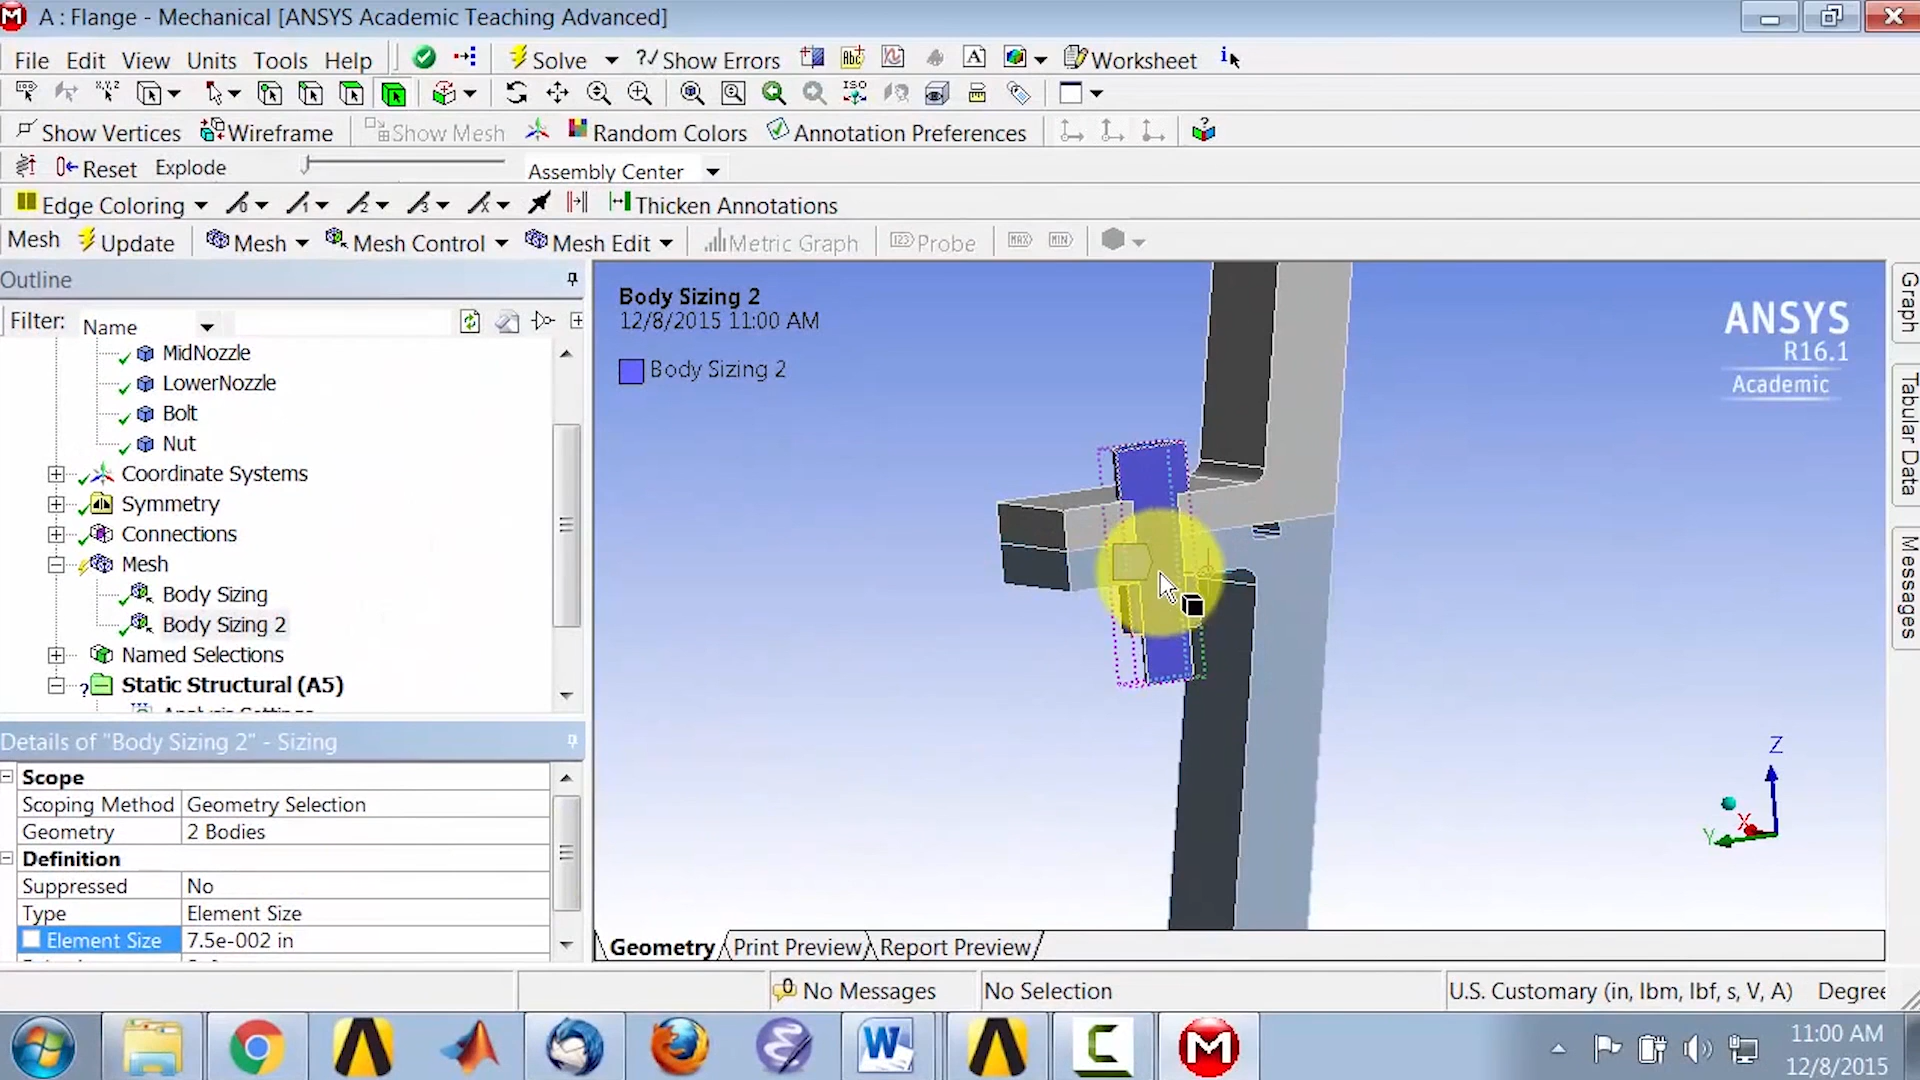 A : Flange - Mechanical [ANSYS Academic Teaching Advanced]
File Edit View Units Tools Help Solve ?✓ Show Errors Worksheet
Show Vertices Wireframe Show Mesh Random Colors Annotation Preferences
Reset Explode Assembly Center
Edge Coloring Thicken Annotations
Mesh Update Mesh Mesh Control Mesh Edit Metric Graph Probe
Outline
Filter: Name
MidNozzle
LowerNozzle
Bolt
Nut
Coordinate Systems
Symmetry
Connections
Mesh
Body Sizing
Body Sizing 2
Named Selections
Static Structural (A5)
Details of "Body Sizing 2" - Sizing
Scope
Scoping Method Geometry Selection
Geometry 2 Bodies
Definition
Suppressed No
Type Element Size
Element Size 7.5e-002 in
Body Sizing 2
12/8/2015 11:00 AM
Body Sizing 2
ANSYS
R16.1
Academic
Z
X
Y
Graph
Tabular Data
Messages
Geometry Print Preview Report Preview
0 No Messages No Selection U.S. Customary (in, lbm, lbf, s, V, A) Degree
11:00 AM
12/8/2015